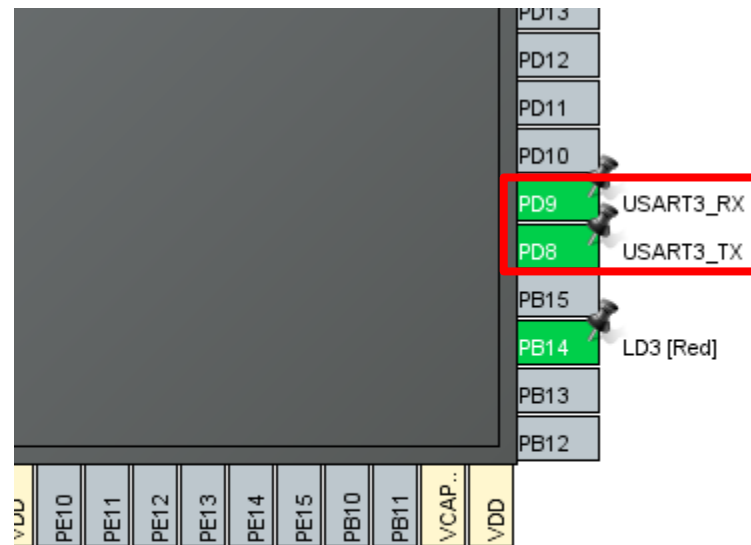 PD13
PD12
PD11
PD10
PD9 USART3_RX
PD8 USART3_TX
PB15
PB14 LD3 [Red]
PB13
PB12
VDD
PE10
PE11
PE12
PE13
PE14
PE15
PB10
PB11
VCAP..
VDD